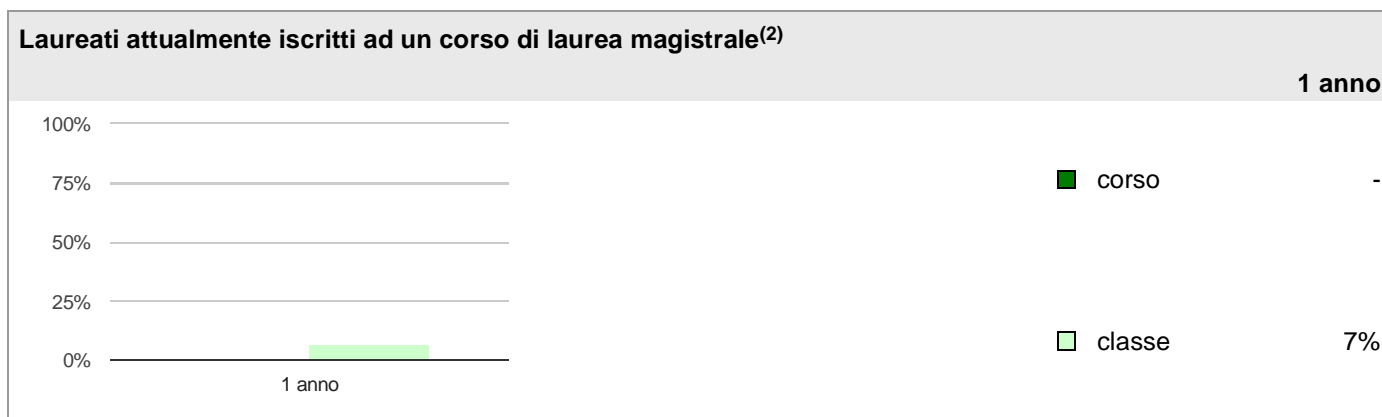 Laureati attualmente iscritti ad un corso di laurea magistrale(2)
1 anno
100%
75%
50%
25%
0%
1 anno
corso -
classe 7%